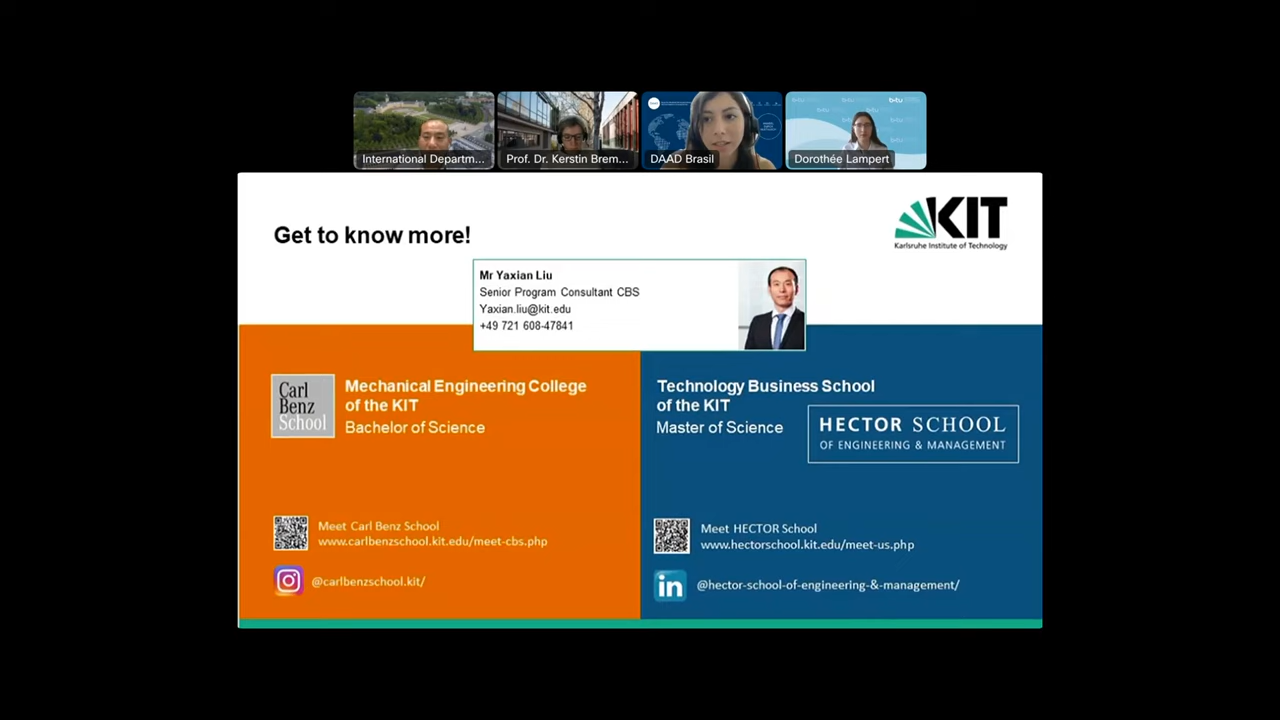 International Departm...
Prof. Dr. Kerstin Brem...
DAAD Brasil
Dorothée Lampert
b-tu
b-tu
Get to know more!
KIT
Karlsruhe Institute of Technology
Mr Yaxian Liu
Senior Program Consultant CBS
Yaxian.liu@kit.edu
+49 721 608-47841
Carl
Benz
School
Mechanical Engineering College
of the KIT
Bachelor of Science
Technology Business School
of the KIT
Master of Science
HECTOR SCHOOL
OF ENGINEERING & MANAGEMENT
Meet Carl Benz School
www.carlbenzschool.kit.edu/meet-cbs.php
@carlbenzschool.kit/
Meet HECTOR School
www.hectorschool.kit.edu/meet-us.php
in
@hector-school-of-engineering-&-management/